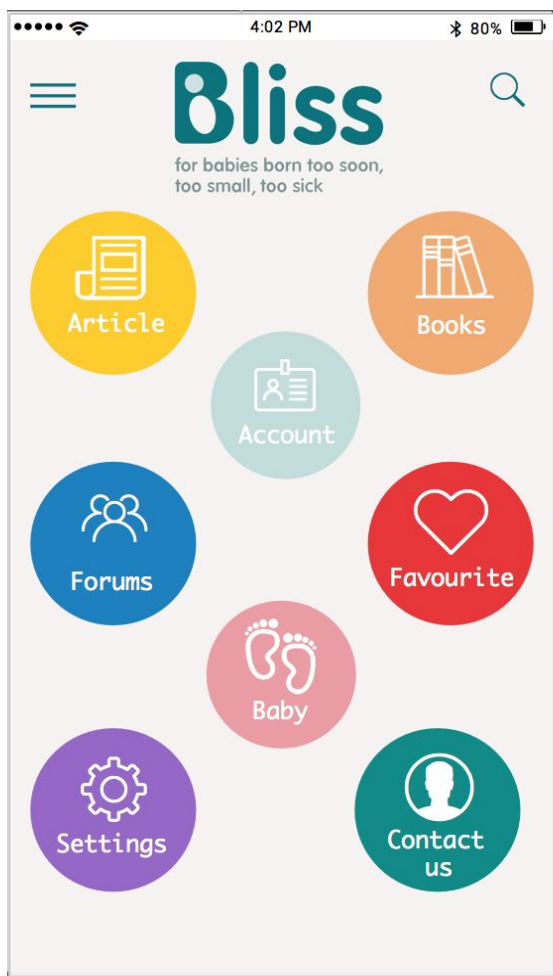 4:02 PM
80%
Bliss
for babies born too soon,
too small, too sick
Article
Books
Account
Forums
Favourite
Baby
Settings
Contact
us